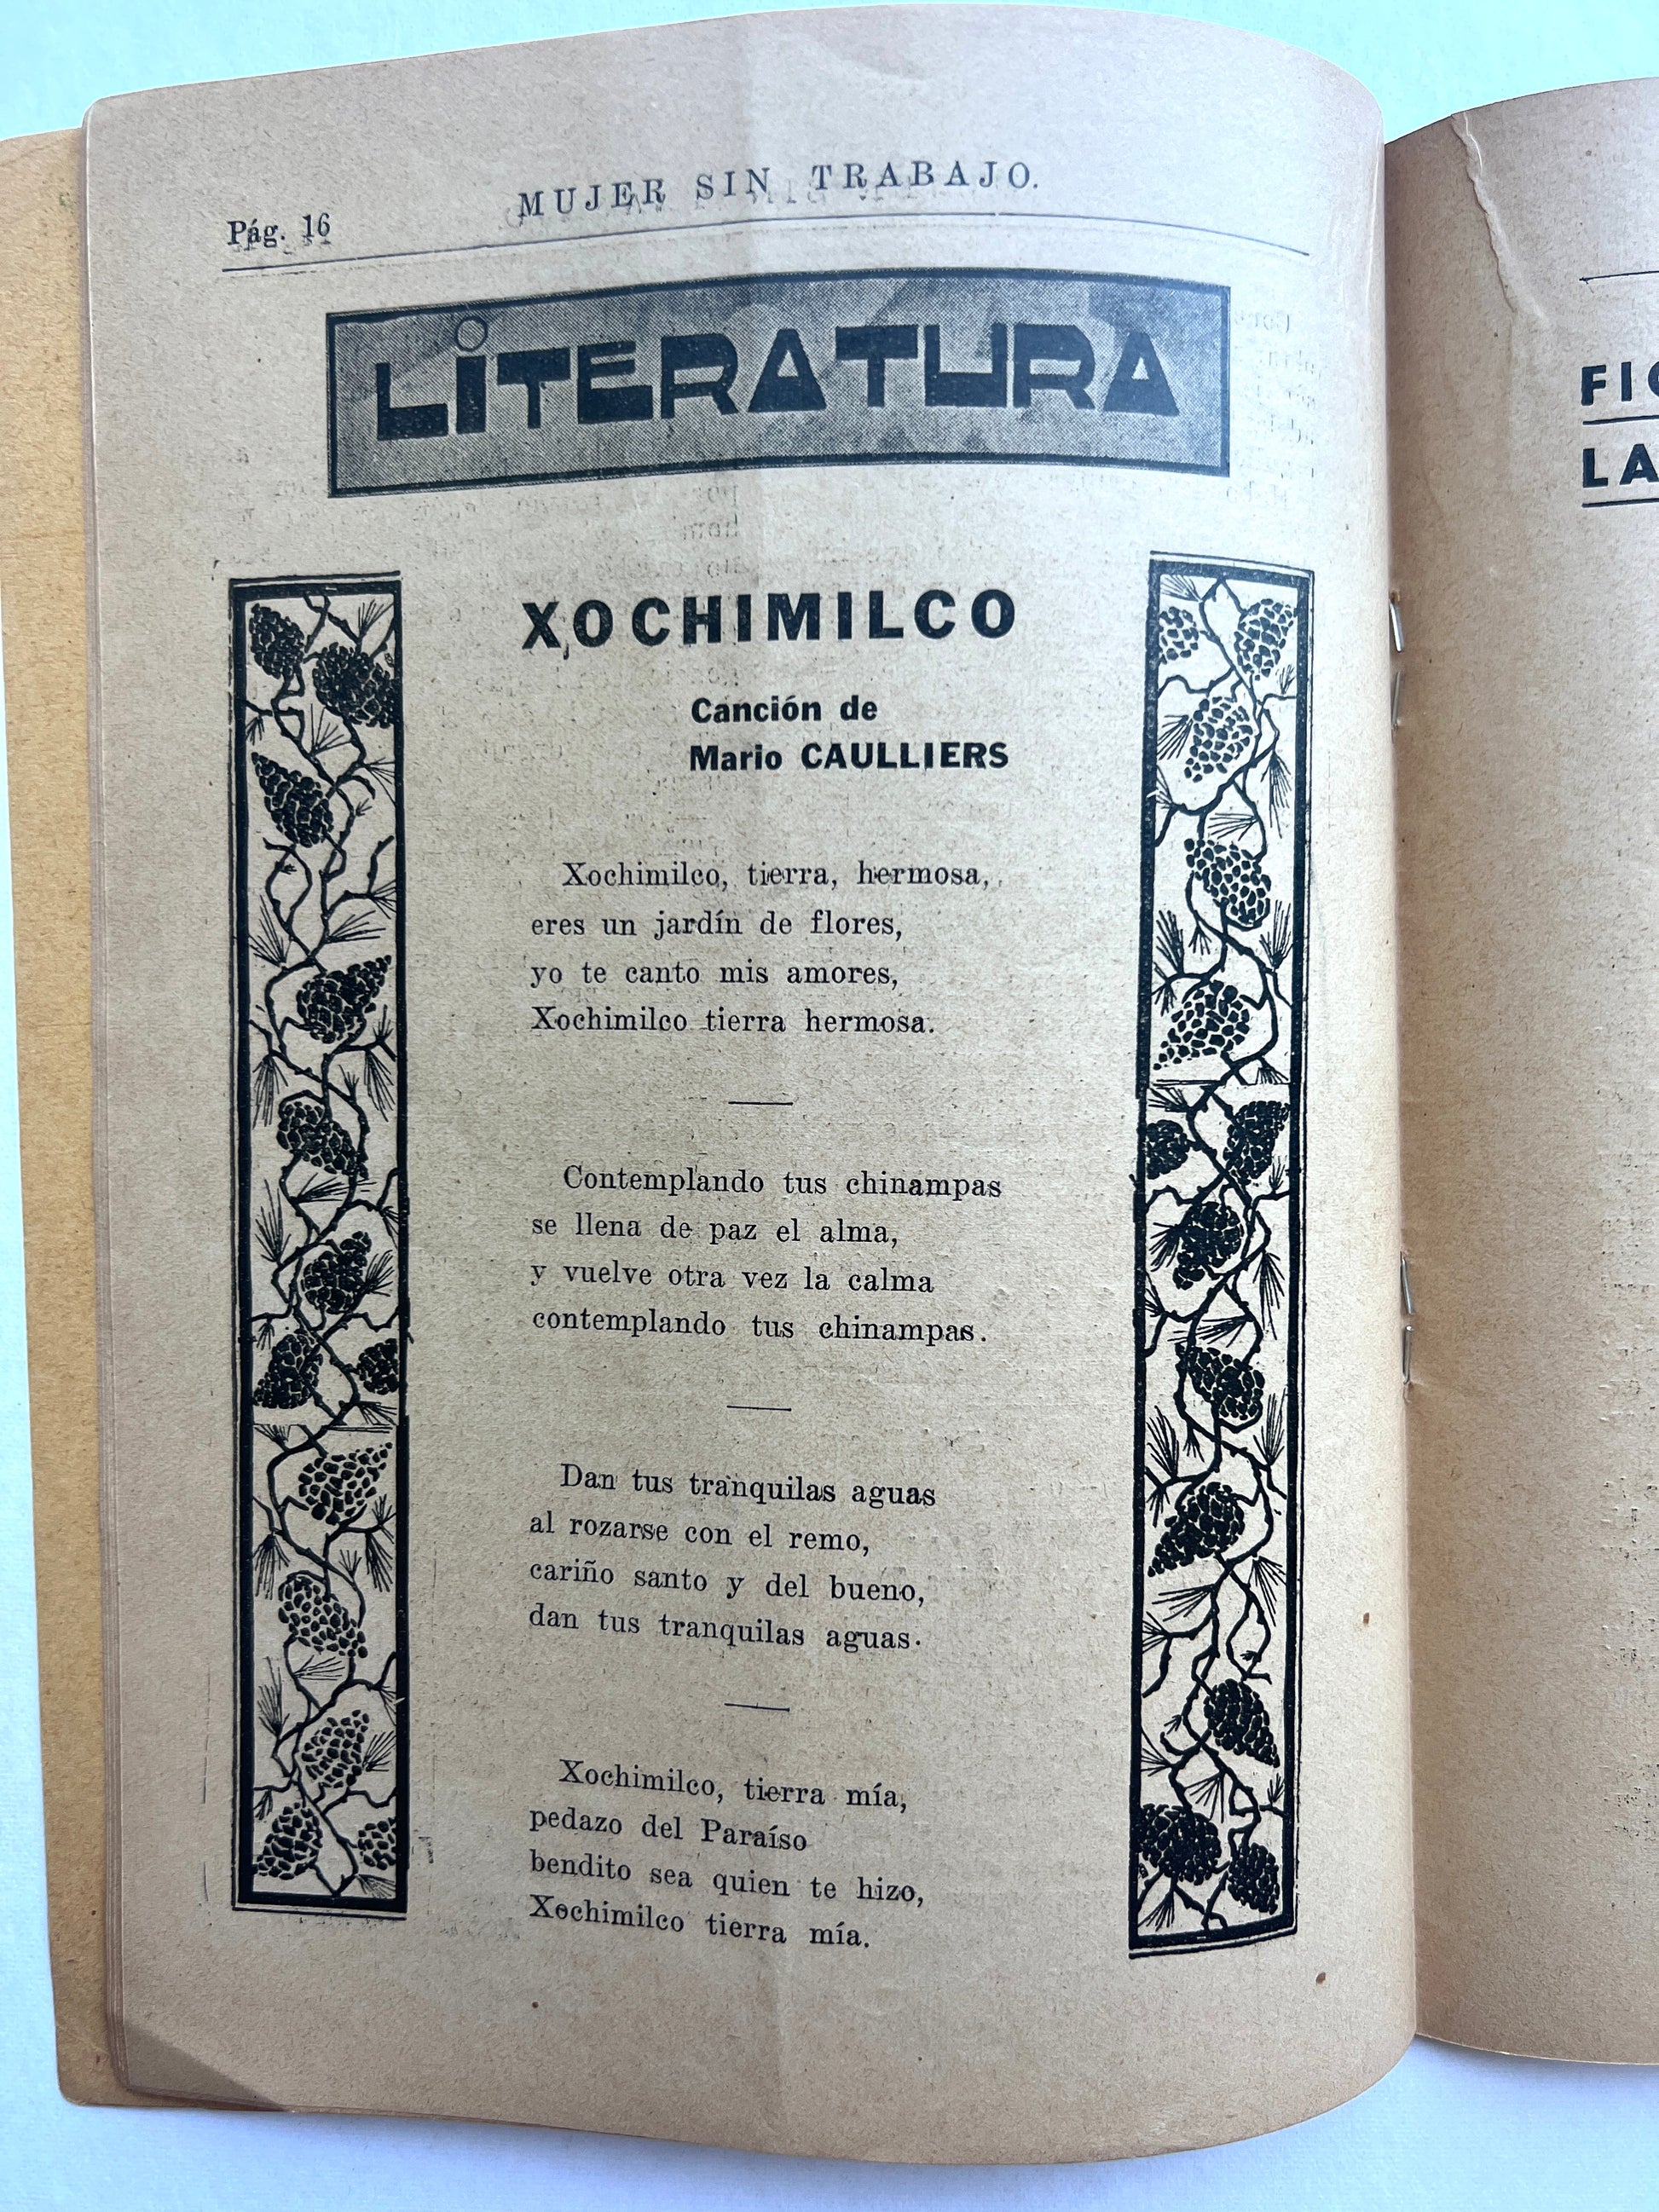 Pág. 16
MUJER SIN TRABAJO.
LiTERATURA
XOCHIMILCO
Canción de
Mario CAULLIERS
Xochimilco, tierra, hermosa,
eres un jardín de flores,
yo te canto mis amores,
Xochimilco tierra hermosa.
Contemplando tus chinampas
se llena de paz el alma,
y vuelve otra vez la calma
contemplando tus chinampas.
Dan tus tranquilas aguas
al rozarse con el remo,
cariño santo y del bueno,
dan tus tranquilas aguas.
Xochimilco, tierra mía,
pedazo del Paraíso
bendito sea quien te hizo,
Xochimilco tierra mía.
LA